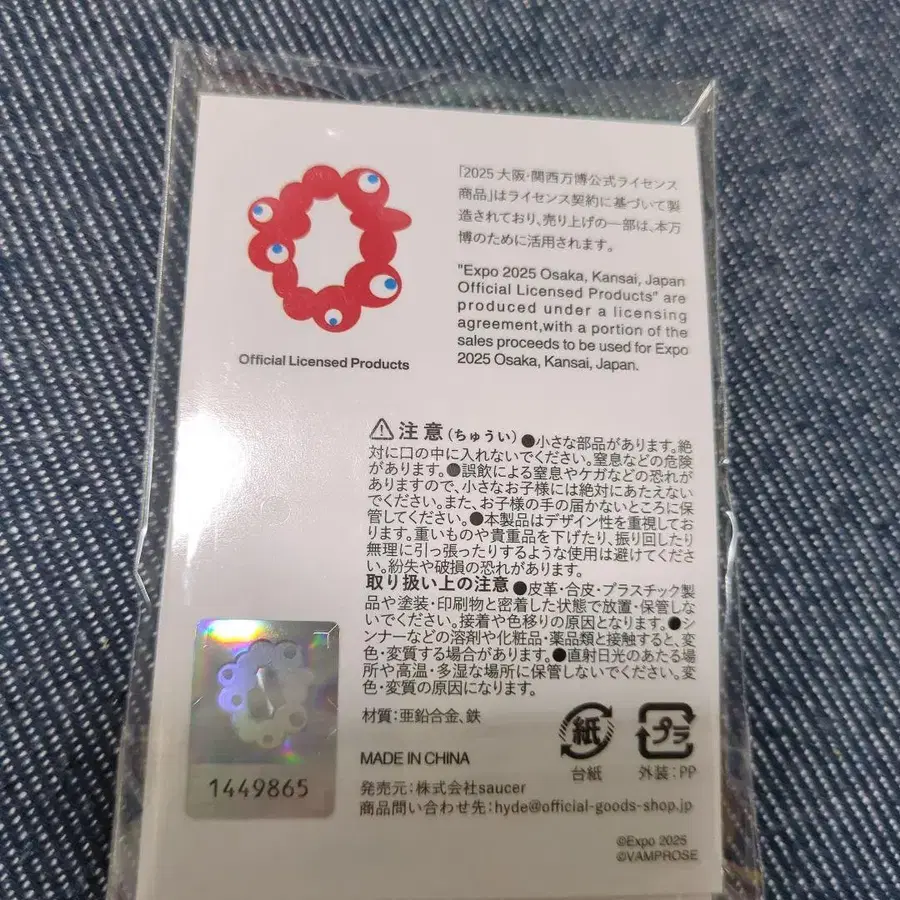 「2025 大阪・関西万博公式ライセンス
商品」はライセンス契約に基づいて製
造されており、売り上げの一部は、本万
博のために活用されます。
"Expo 2025 Osaka, Kansai, Japan
Official Licensed Products" are
produced under a licensing
agreement,with a portion of the
sales proceeds to be used for Expo
2025 Osaka, Kansai, Japan.
Official Licensed Products
注意(ちゅうい)●小さな部品があります。絶
対に口の中に入れないでください。窒息などの危険
があります。●誤飲による窒息やケガなどの恐れが
ありますので、小さなお子様には絶対にあたえない
でください。また、お子様の手の届かないところに保
管してください。●本製品はデザイン性を重視してお
ります。重いものや貴重品を下げたり、振り回したり
無理に引っ張ったりするような使用は避けてくださ
い。紛失や破損の恐れがあります。
取り扱い上の注意 ●皮革・合皮・プラスチック製
品や塗装・印刷物と密着した状態で放置・保管しな
いでください。接着や色移りの原因となります。●シ
ンナーなどの溶剤や化粧品・薬品類と接触すると、変
色・変質する場合があります。●直射日光のあたる場
所や高温・多湿な場所に保管しないでください。変
色・変質の原因になります。
材質:亜鉛合金、鉄
紙
台紙
プラ
外装:PP
MADE IN CHINA
発売元:株式会社saucer
商品問い合わせ先:hyde@official-goods-shop.jp
1449865
©Expo 2025
©VAMPROSE